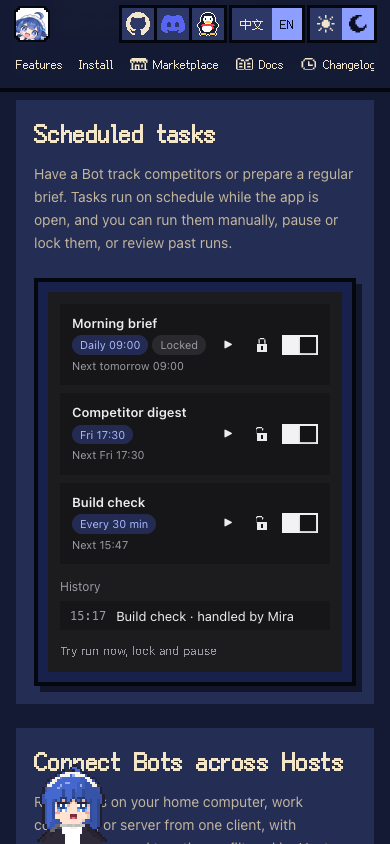 中文 EN
Features Install Marketplace Docs Changelog
Scheduled tasks
Have a Bot track competitors or prepare a regular
brief. Tasks run on schedule while the app is
open, and you can run them manually, pause or
lock them, or review past runs.
Morning brief
Daily 09:00 Locked
Next tomorrow 09:00
Competitor digest
Fri 17:30
Next Fri 17:30
Build check
Every 30 min
Next 15:47
History
15:17 Build check · handled by Mira
Try run now, lock and pause
Connect Bots across Hosts
on your home computer, work
or server from one client, with